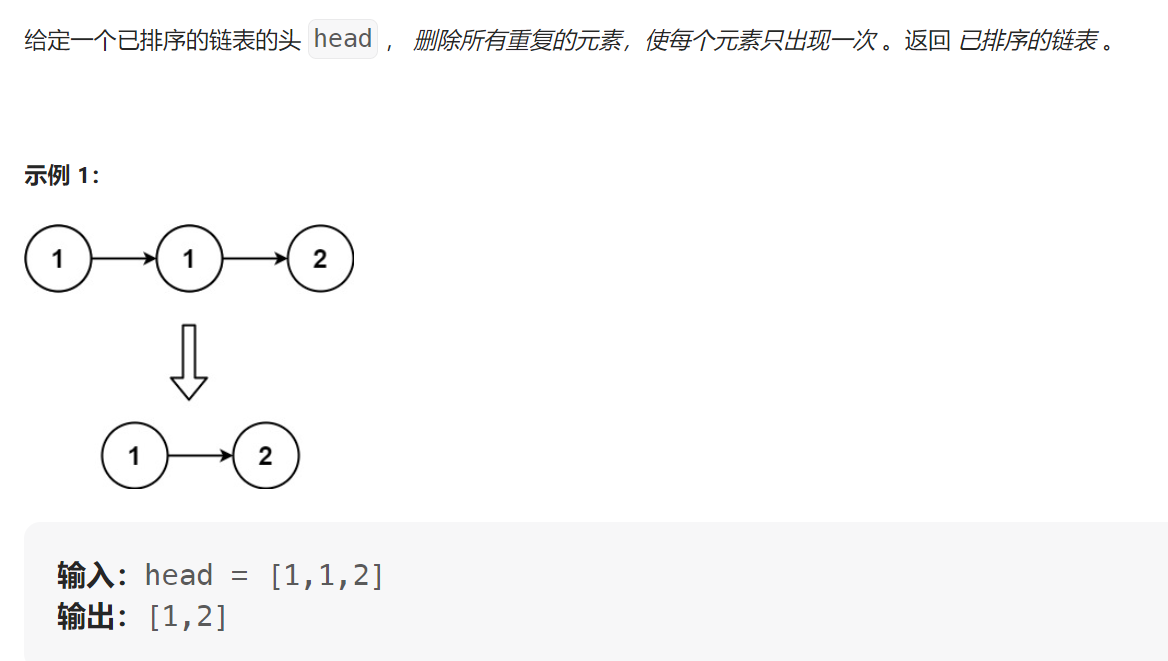 给定一个已排序的链表的头 head ， 删除所有重复的元素，使每个元素只出现一次 。返回 已排序的链表 。
示例 1：
1 1 2
1 2
输入：head = [1,1,2]
输出：[1,2]